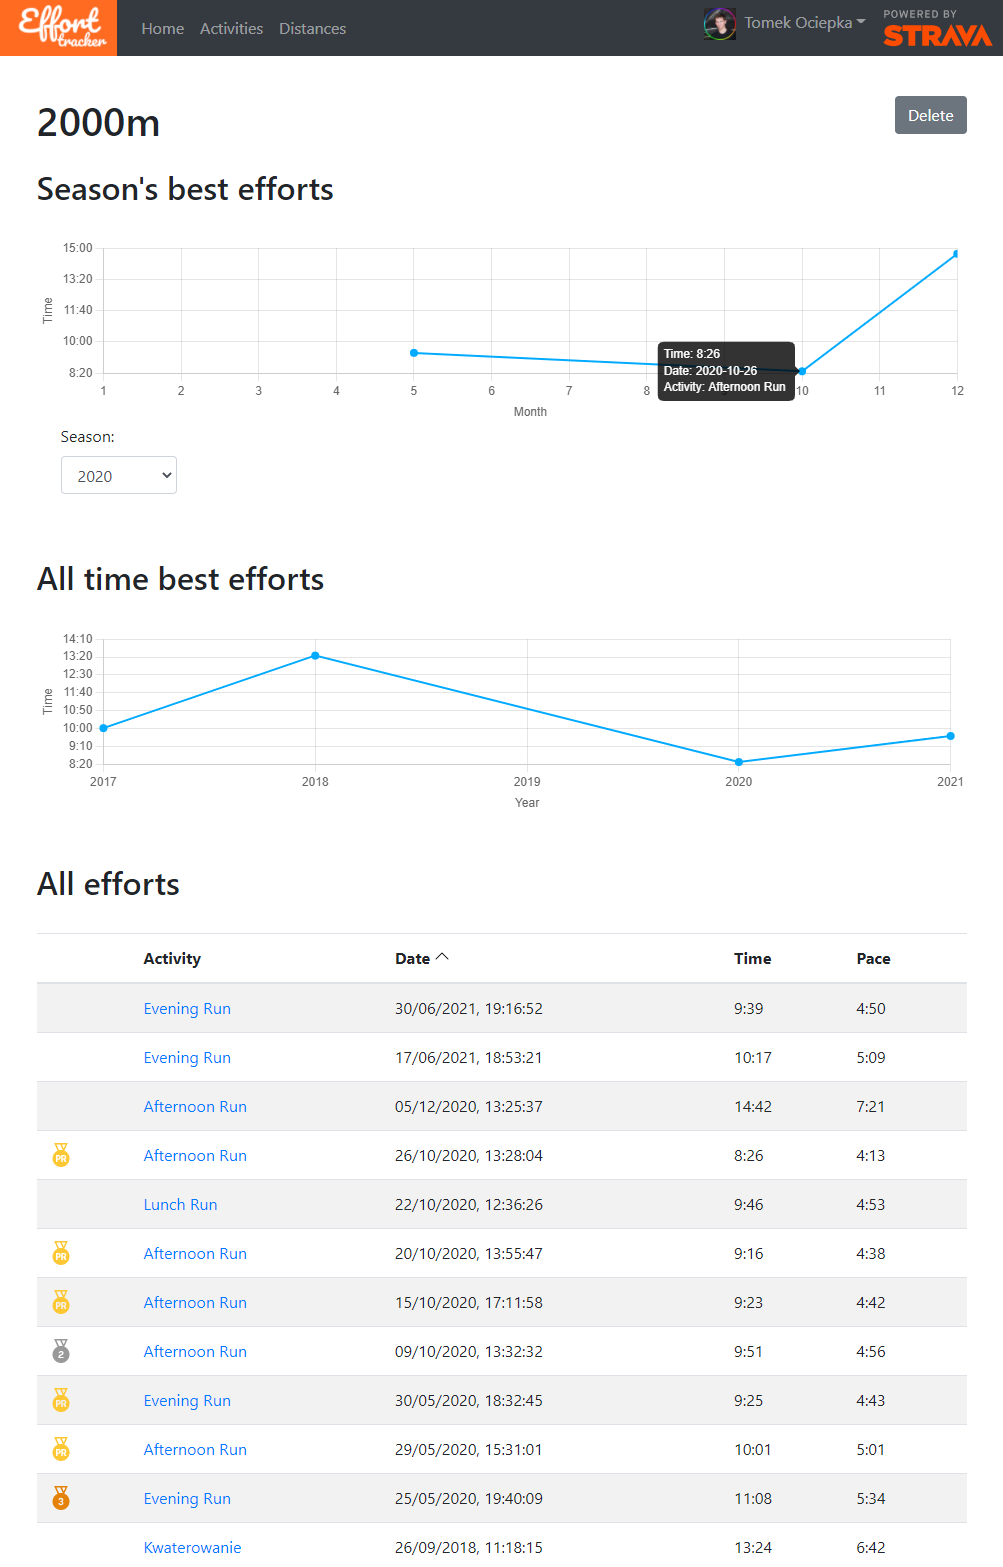 Effort tracker
Home Activities Distances Tomek Ociepka POWERED BY STRAVA
2000m Delete
Season's best efforts
15:00
13:20
11:40
10:00
8:20
Time
Time: 8:26
Date: 2020-10-26
Activity: Afternoon Run
1 2 3 4 5 6 7 8 9 10 11 12
Month
Season:
2020
All time best efforts
14:10
13:20
12:30
11:40
10:50
10:00
9:10
8:20
Time
2017 2018 2019 2020 2021
Year
All efforts
Activity Date Time Pace
Evening Run 30/06/2021, 19:16:52 9:39 4:50
Evening Run 17/06/2021, 18:53:21 10:17 5:09
Afternoon Run 05/12/2020, 13:25:37 14:42 7:21
PR Afternoon Run 26/10/2020, 13:28:04 8:26 4:13
Lunch Run 22/10/2020, 12:36:26 9:46 4:53
PR Afternoon Run 20/10/2020, 13:55:47 9:16 4:38
PR Afternoon Run 15/10/2020, 17:11:58 9:23 4:42
2 Afternoon Run 09/10/2020, 13:32:32 9:51 4:56
PR Evening Run 30/05/2020, 18:32:45 9:25 4:43
PR Afternoon Run 29/05/2020, 15:31:01 10:01 5:01
3 Evening Run 25/05/2020, 19:40:09 11:08 5:34
Kwaterowanie 26/09/2018, 11:18:15 13:24 6:42